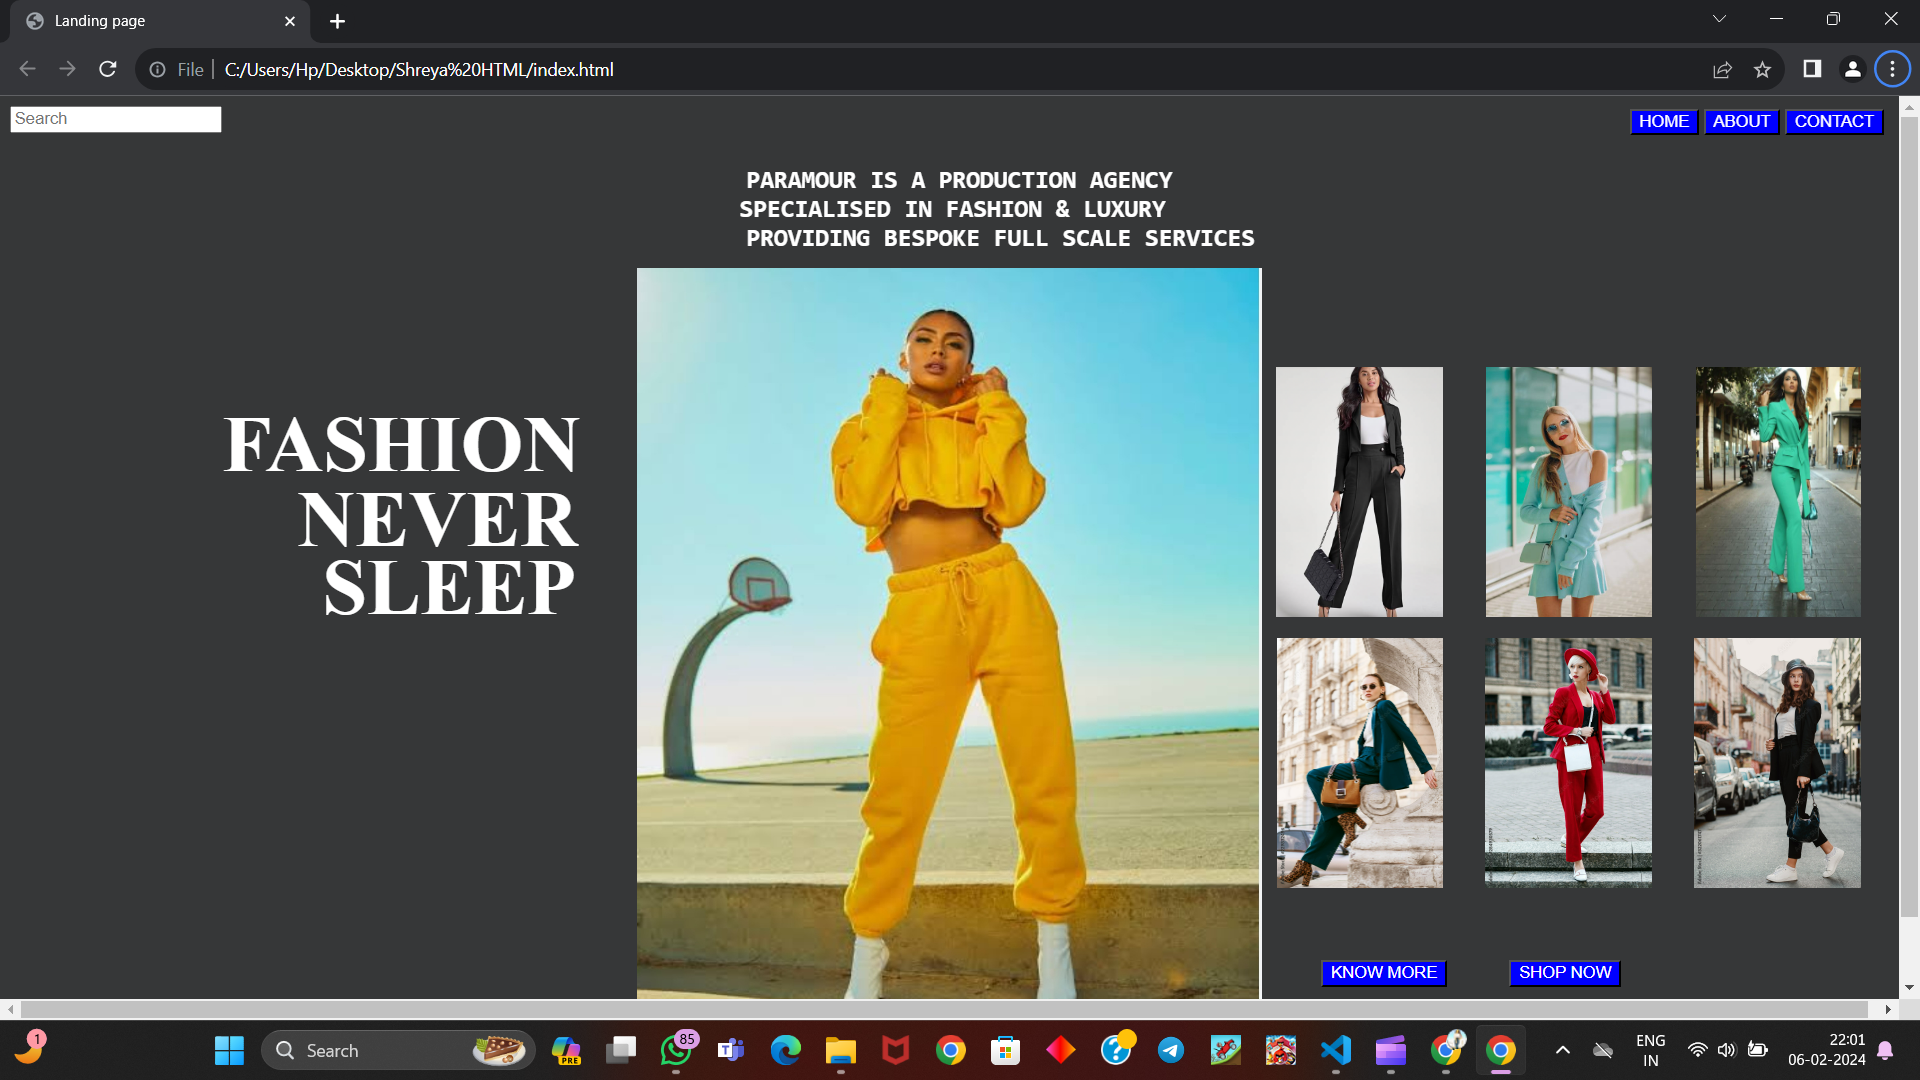 Landing page
File
C:/Users/Hp/Desktop/Shreya%20HTML/index.html
Search
HOME ABOUT CONTACT
PARAMOUR IS A PRODUCTION AGENCY
SPECIALISED IN FASHION & LUXURY
PROVIDING BESPOKE FULL SCALE SERVICES
FASHION
NEVER
SLEEP
KNOW MORE SHOP NOW
1
Search
PRE
85
ENG
IN
22:01
06-02-2024